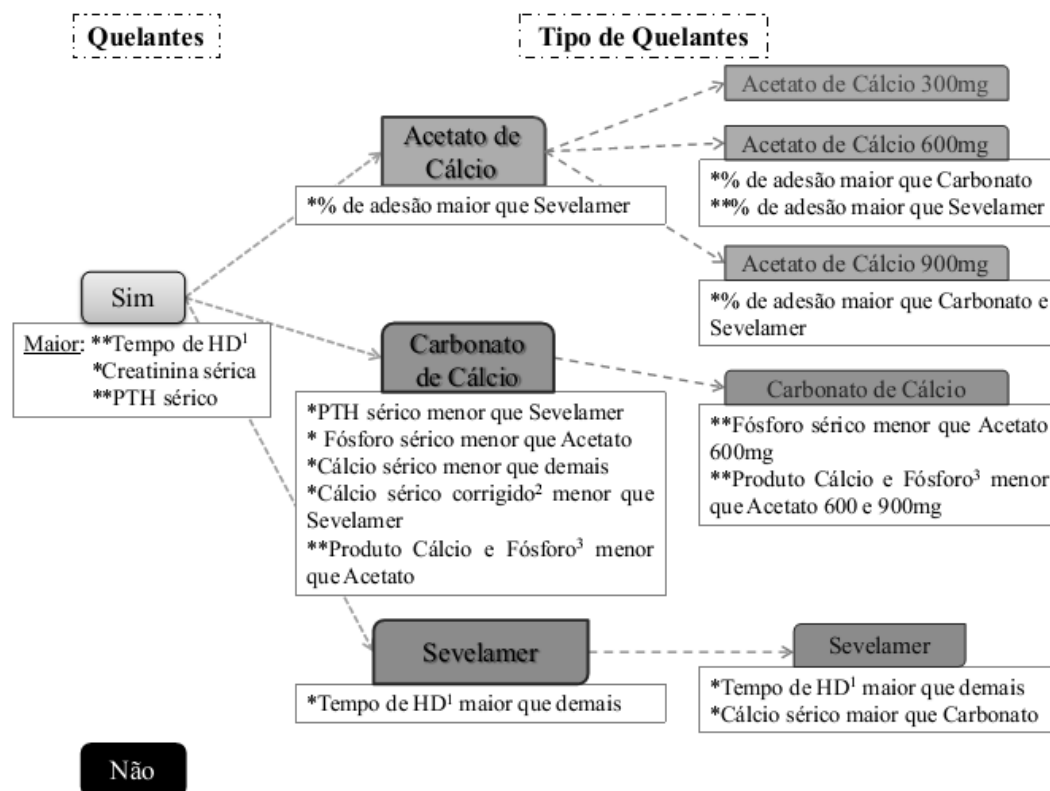 Quelantes
Tipo de Quelantes
Acetato de Cálcio 300mg
Acetato de
Cálcio
*% de adesão maior que Sevelamer
Acetato de Cálcio 600mg
*% de adesão maior que Carbonato
**% de adesão maior que Sevelamer
Acetato de Cálcio 900mg
*% de adesão maior que Carbonato e
Sevelamer
Sim
Maior: **Tempo de HD¹
*Creatinina sérica
**PTH sérico
Carbonato
de Cálcio
*PTH sérico menor que Sevelamer
* Fósforo sérico menor que Acetato
*Cálcio sérico menor que demais
*Cálcio sérico corrigido² menor que
Sevelamer
**Produto Cálcio e Fósforo³ menor
que Acetato
Carbonato de Cálcio
**Fósforo sérico menor que Acetato
600mg
**Produto Cálcio e Fósforo³ menor
que Acetato 600 e 900mg
Sevelamer
*Tempo de HD¹ maior que demais
Sevelamer
*Tempo de HD¹ maior que demais
*Cálcio sérico maior que Carbonato
Não